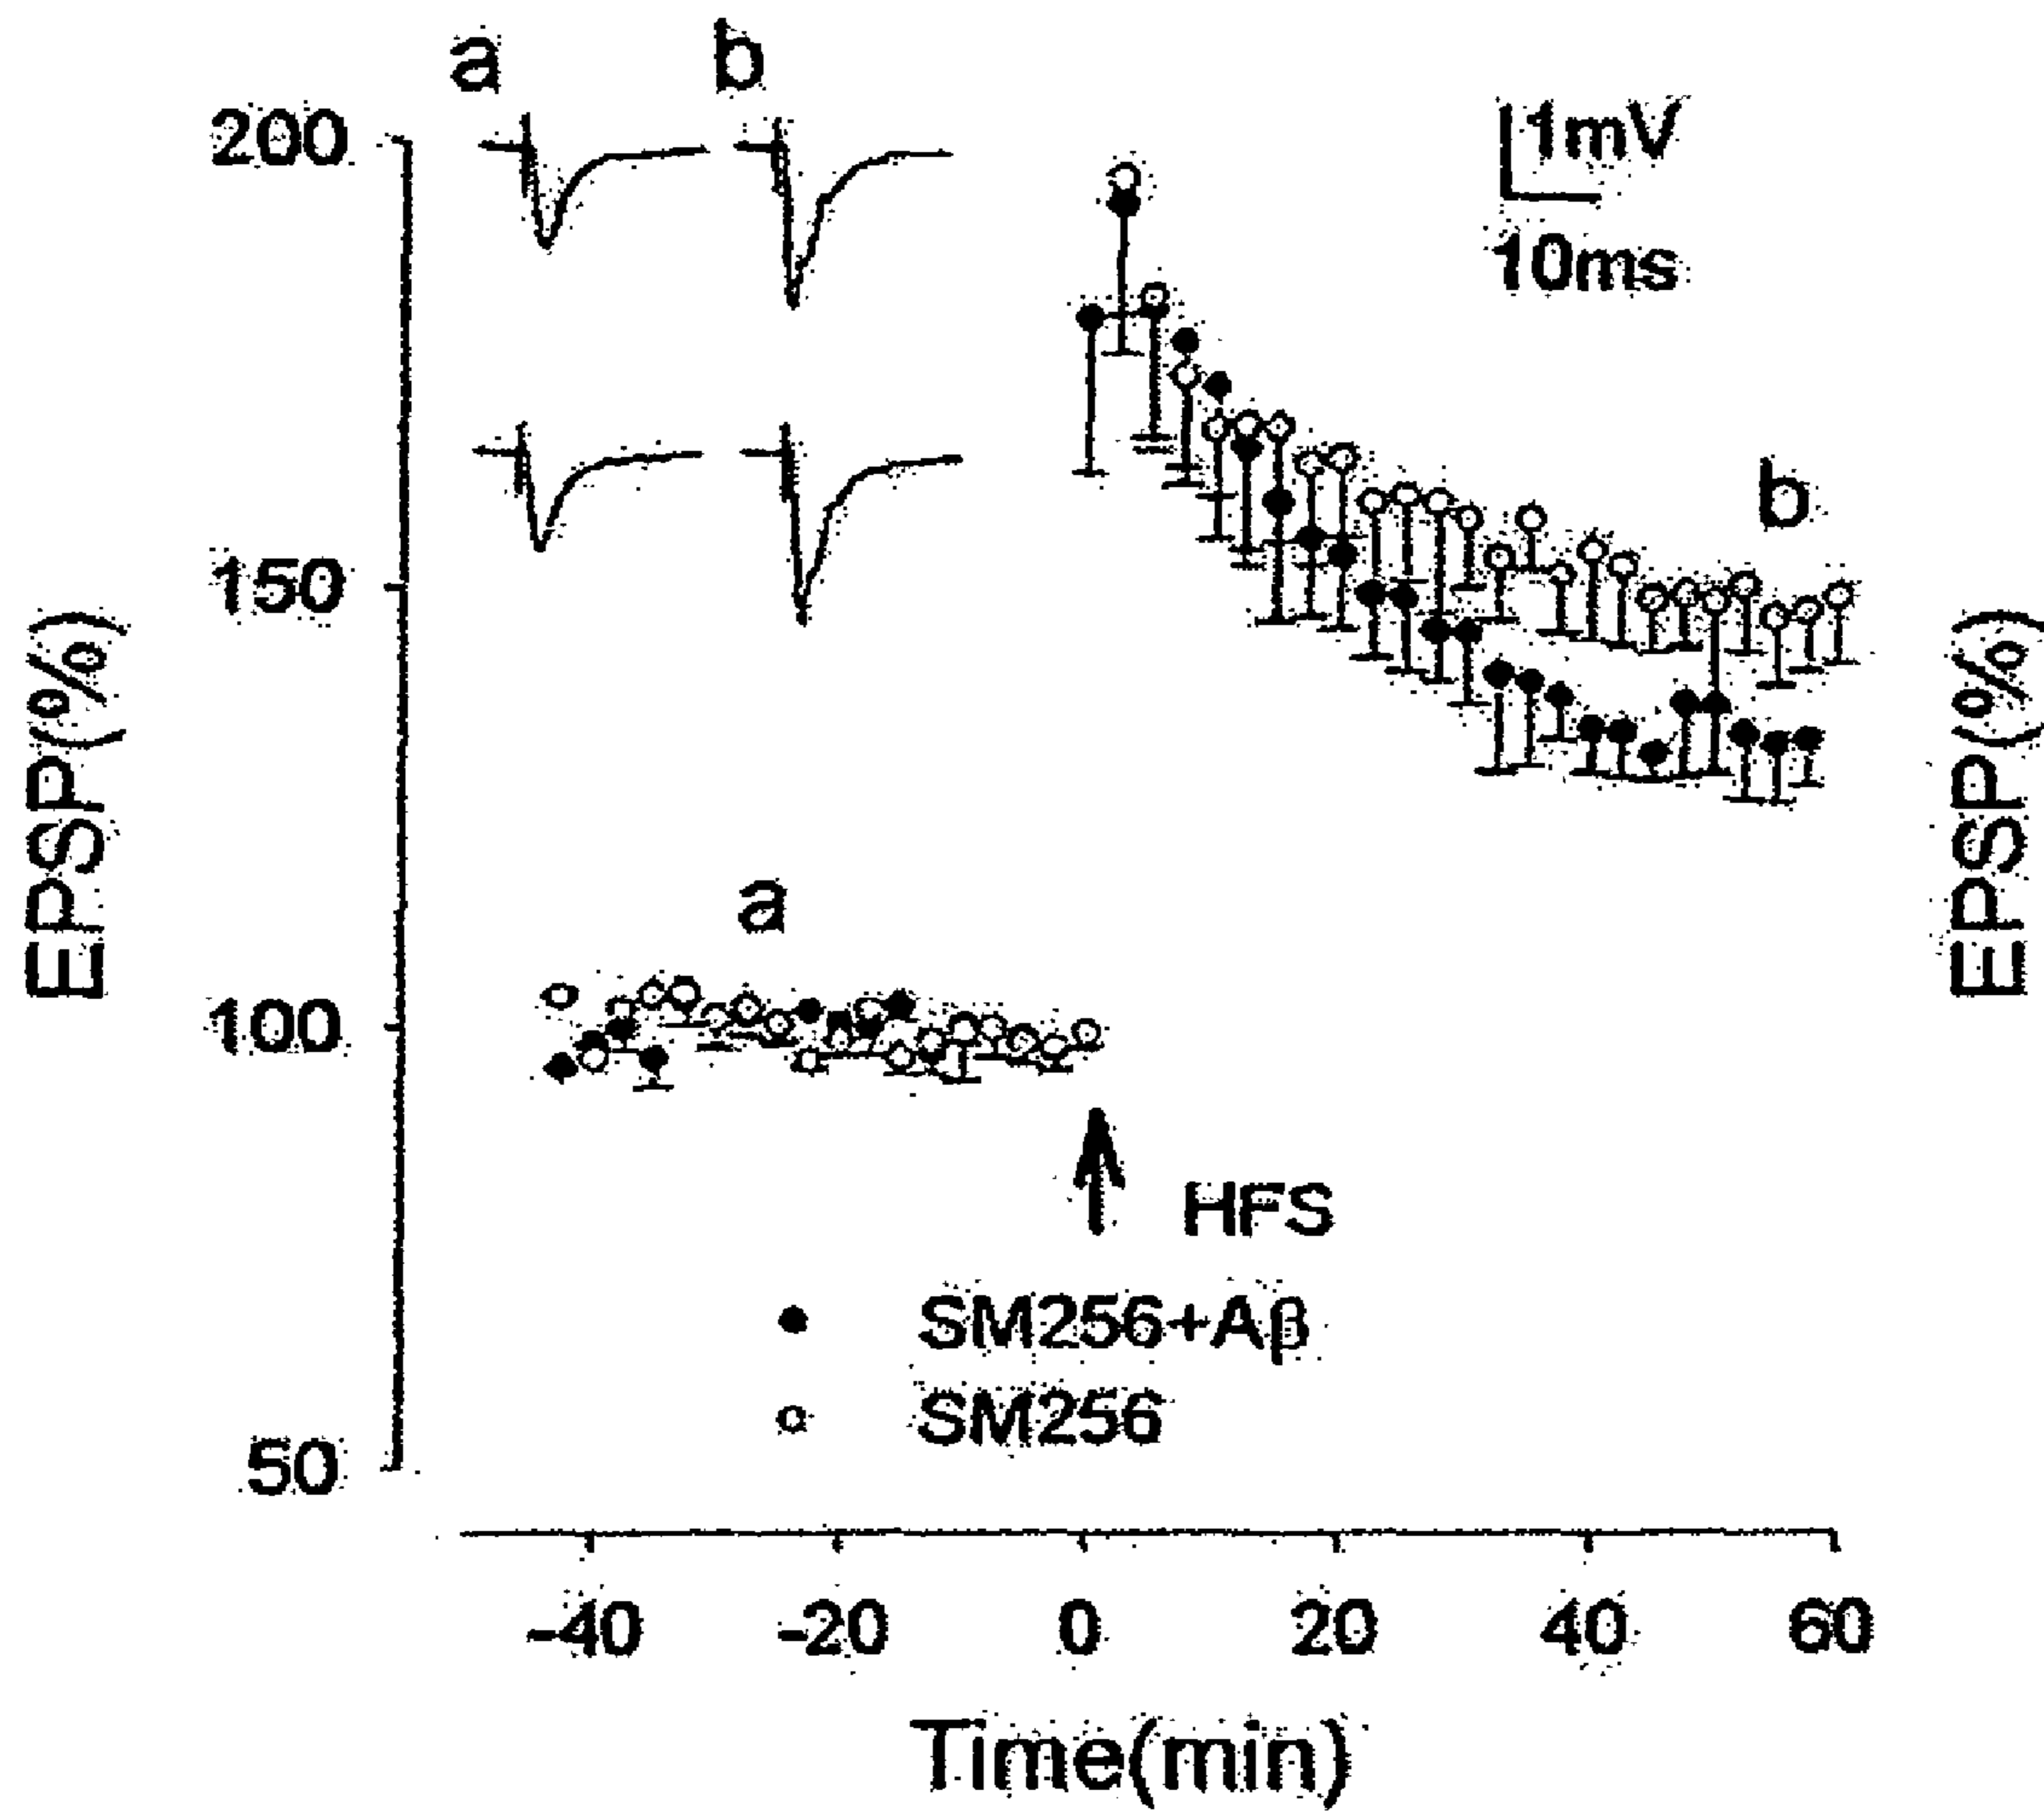 a b
200
1mV
10ms
b
150
EPSP(%)
EPSP(%)
a
100
HFS
SM256+Aβ
SM256
50
-40 -20 0 20 40 60
Time(min)